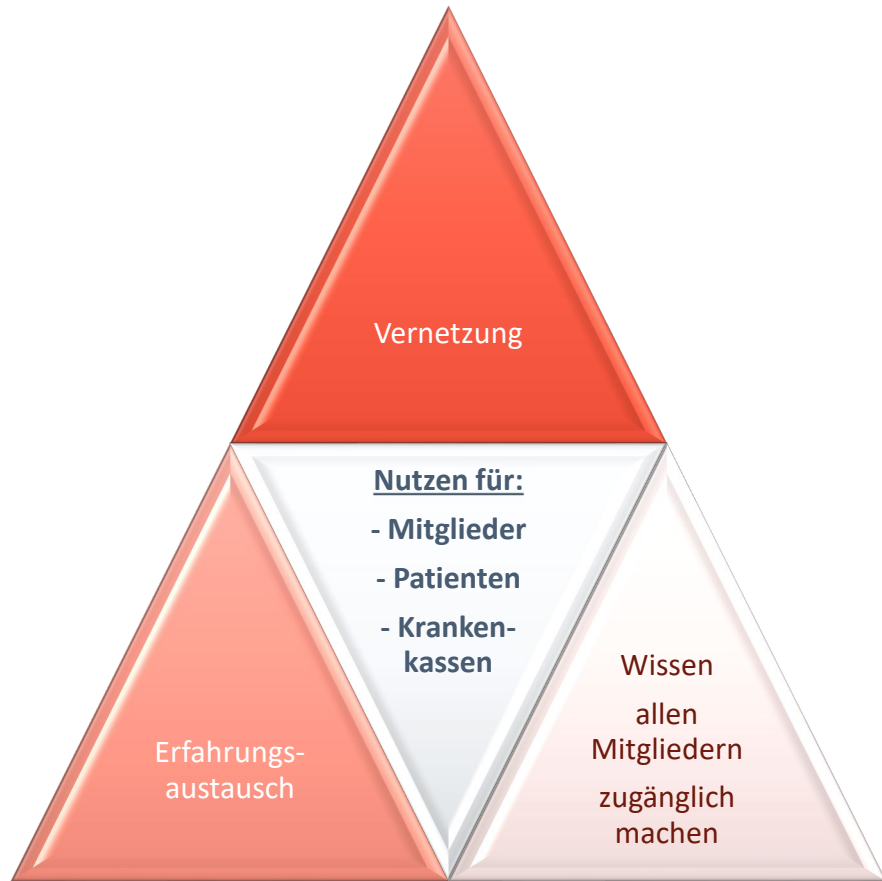 Vernetzung
Nutzen für:
- Mitglieder
- Patienten
- Kranken-
kassen
Erfahrungs-
austausch
Wissen
allen
Mitgliedern
zugänglich
machen